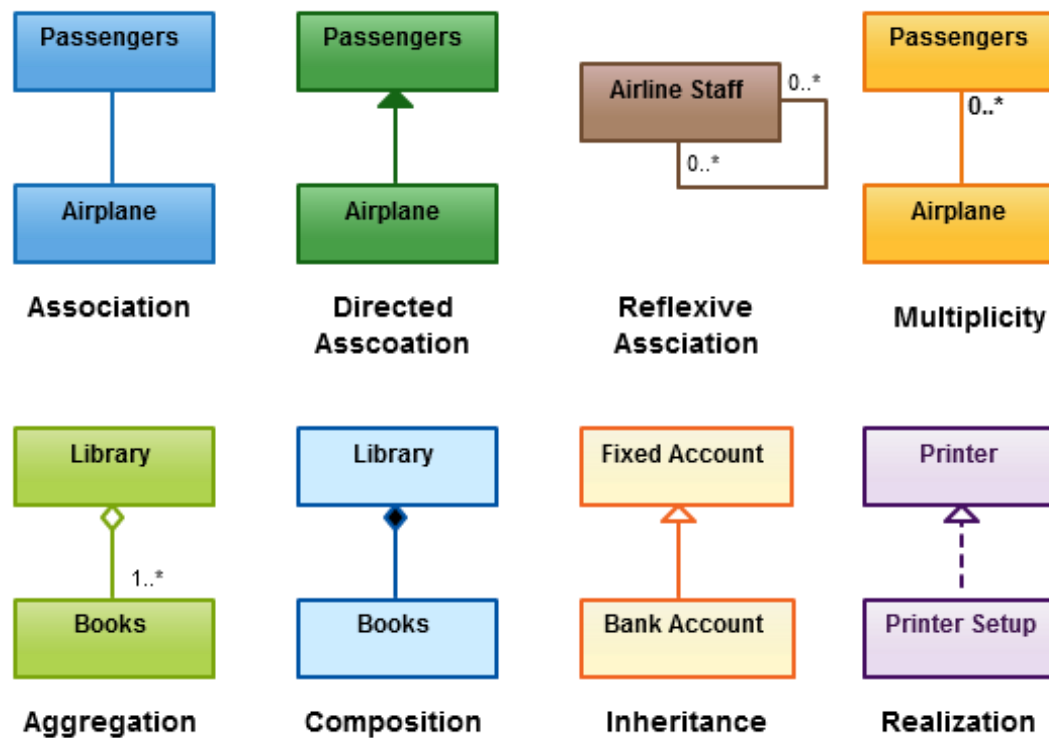 Passengers
Airplane
Association
Passengers
Airplane
Directed
Asscoation
Airline Staff
0..*
0..*
Reflexive
Assciation
Passengers
0..*
Airplane
Multiplicity
Library
1..*
Books
Aggregation
Library
Books
Composition
Fixed Account
Bank Account
Inheritance
Printer
Printer Setup
Realization